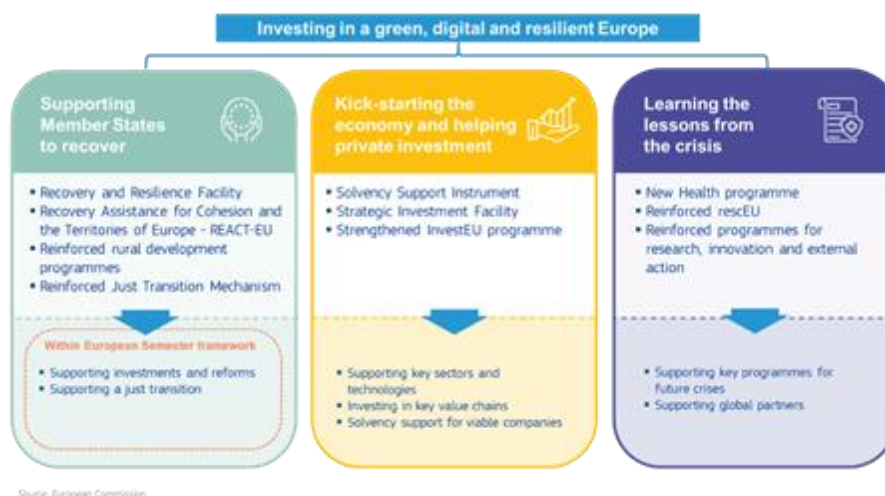 Investing in a green, digital and resilient Europe
Supporting
Member States
to recover
• Recovery and Resilience Facility
• Recovery Assistance for Cohesion and
the Territories of Europe - REACT-EU
• Reinforced rural development
programmes
• Reinforced Just Transition Mechanism
Within European Semester framework
• Supporting investments and reforms
• Supporting a just transition
Kick-starting the
economy and helping
private investment
• Solvency Support Instrument
• Strategic Investment Facility
• Strengthened InvestEU programme
• Supporting key sectors and
technologies
• Investing in key value chains
• Solvency support for viable companies
Learning the
lessons from
the crisis
• New Health programme
• Reinforced rescEU
• Reinforced programmes for
research, innovation and external
action
• Supporting key programmes for
future crises
• Supporting global partners
Source: European Commission